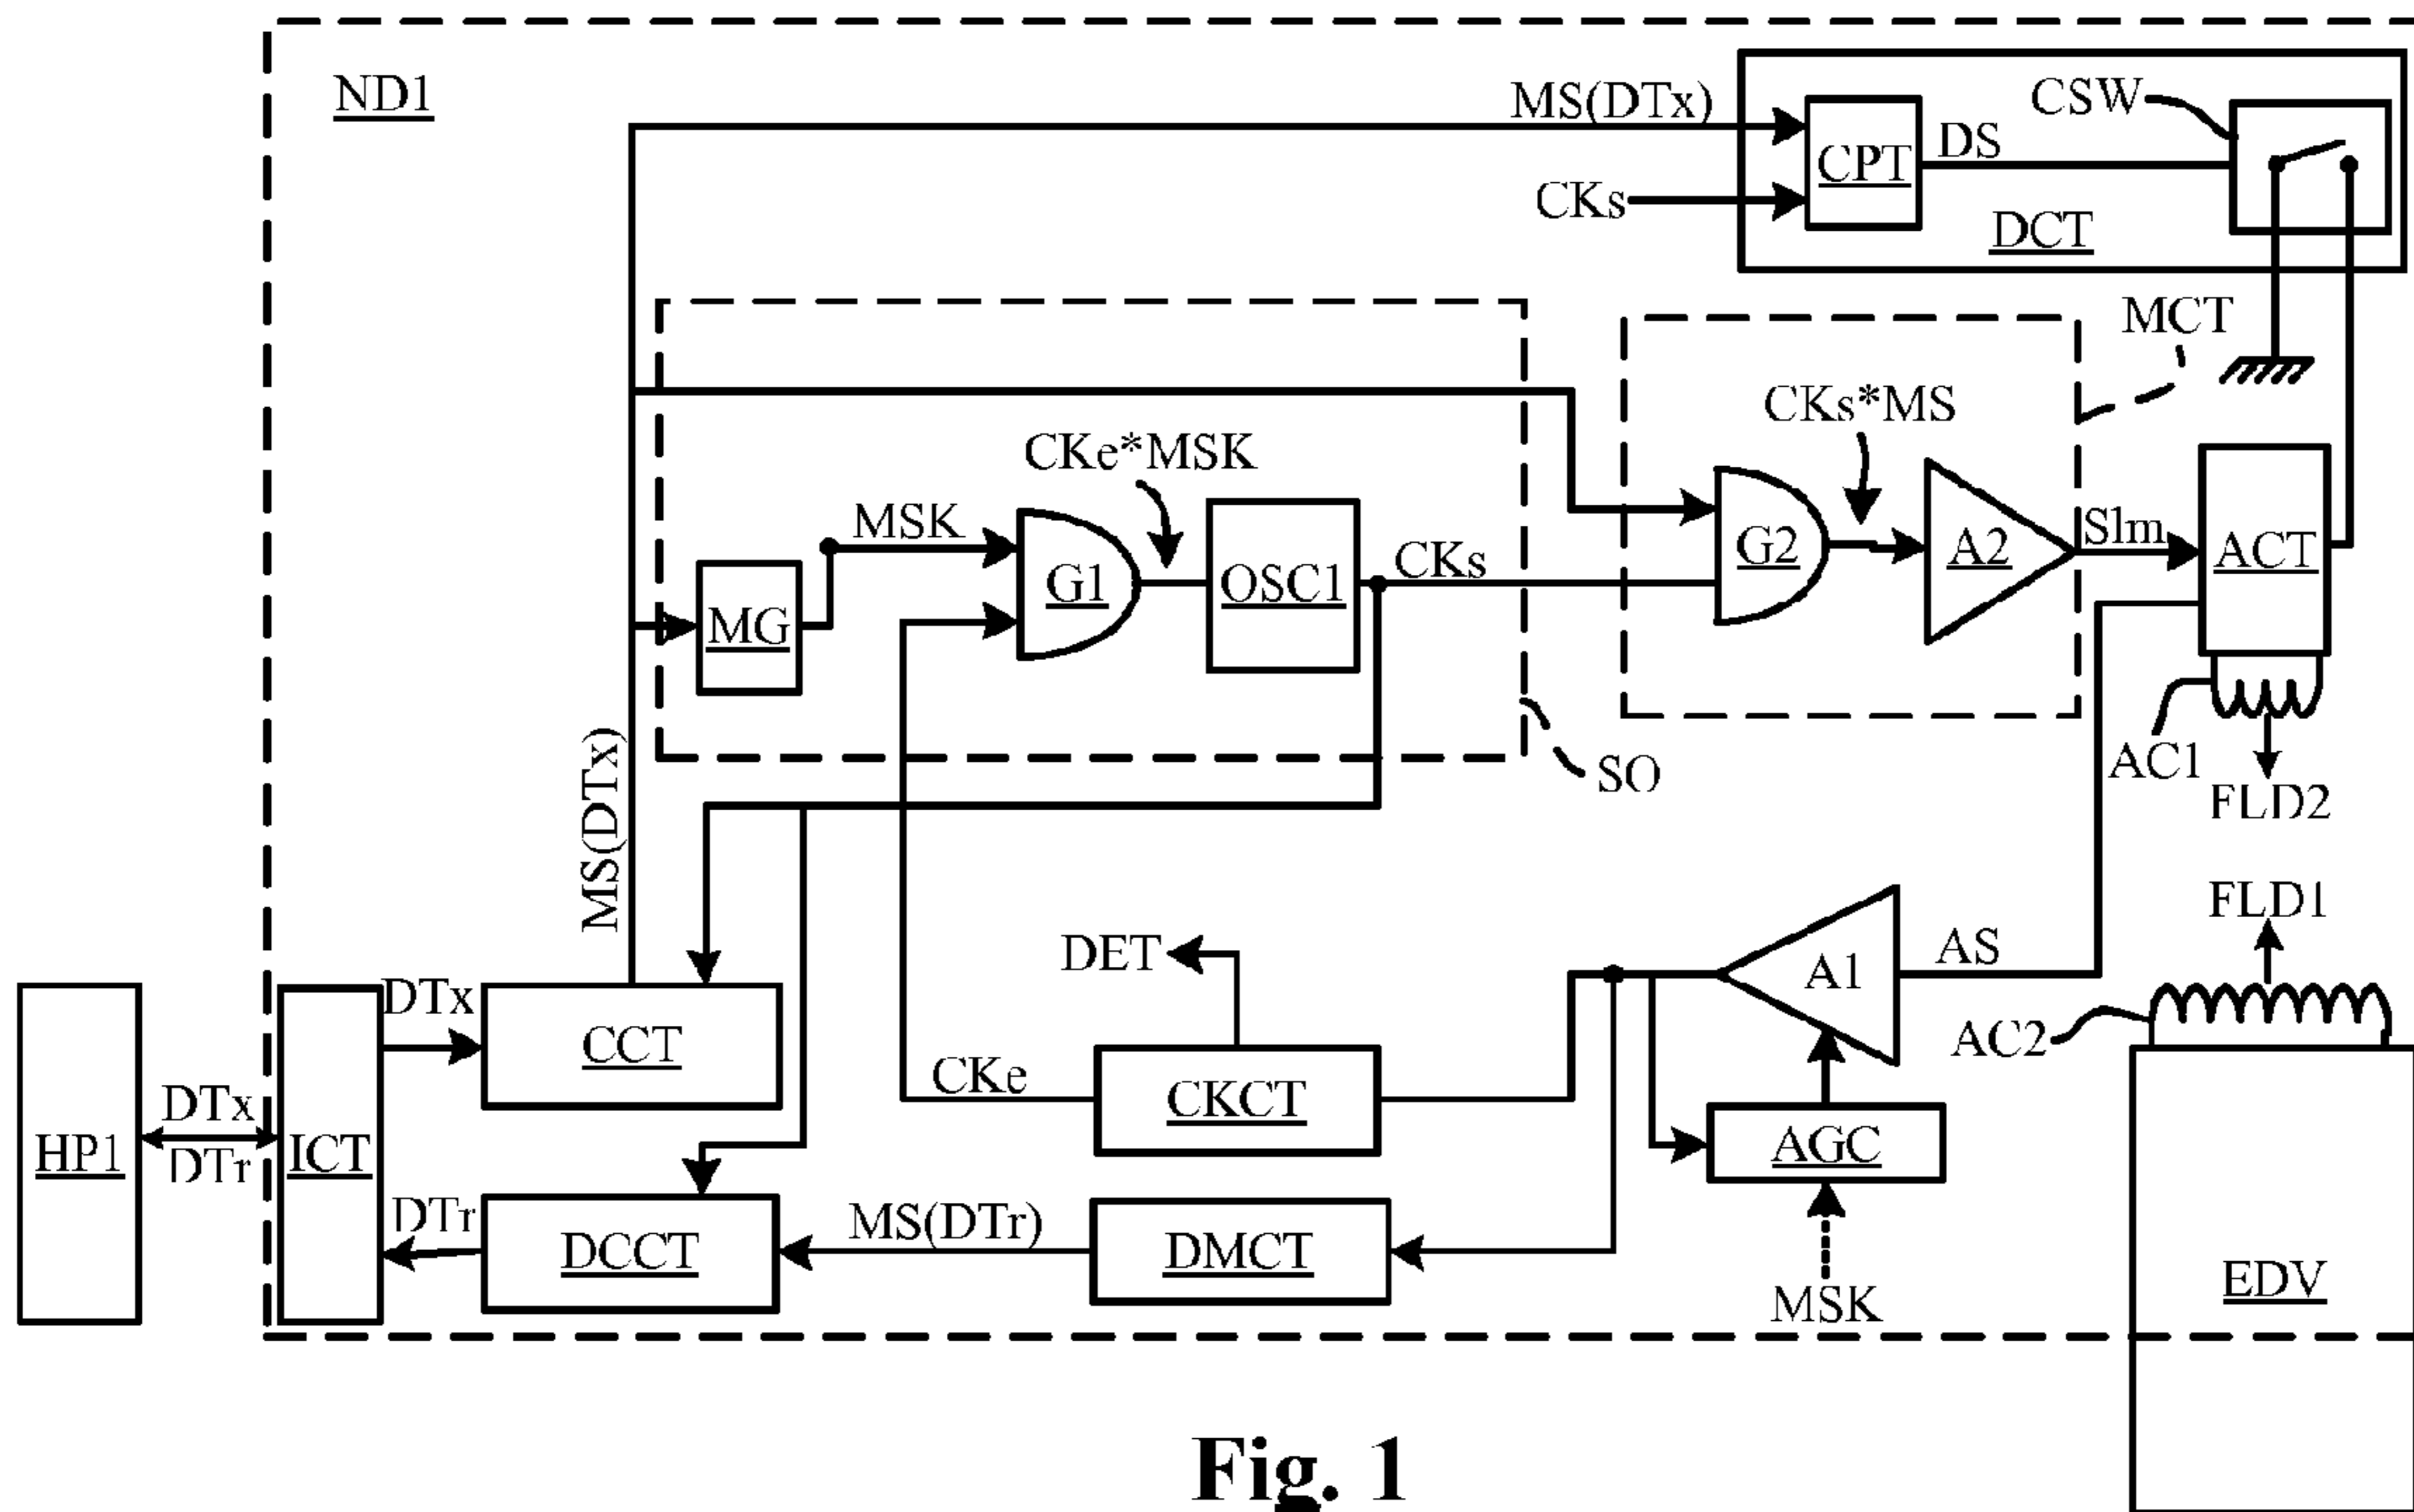 ND1
MS(DTx)
CSW
CPT
DS
CKs
DCT
MCT
CKs*MS
CKe*MSK
MSK
G1
OSC1
CKs
G2
A2
Slm
ACT
MG
MS(DTx)
SO
AC1
FLD2
FLD1
DET
A1
AS
DTx
CCT
AC2
CKe
CKCT
HP1
DTx
DTr
ICT
AGC
DTr
DCCT
MS(DTr)
DMCT
MSK
EDV
Fig. 1